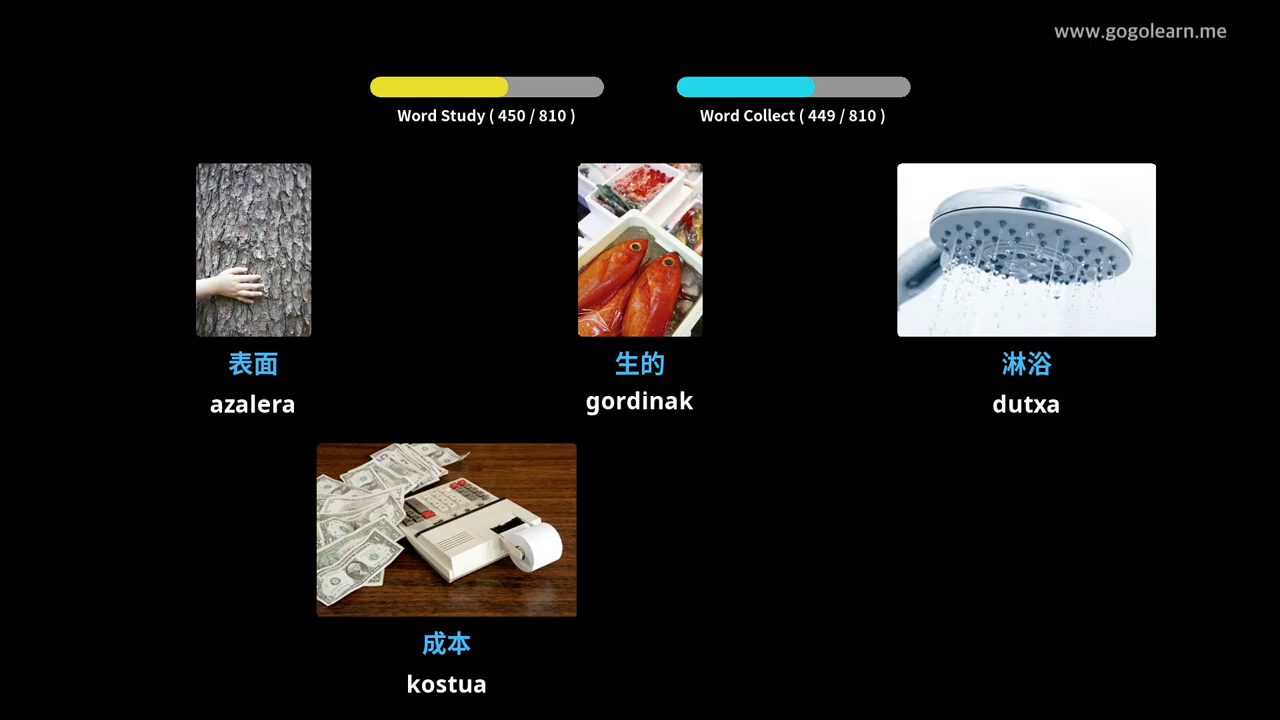 www.gogolearn.me
Word Study ( 450 / 810 )
Word Collect ( 449 / 810 )
表面
azalera
生的
gordinak
淋浴
dutxa
成本
kostua